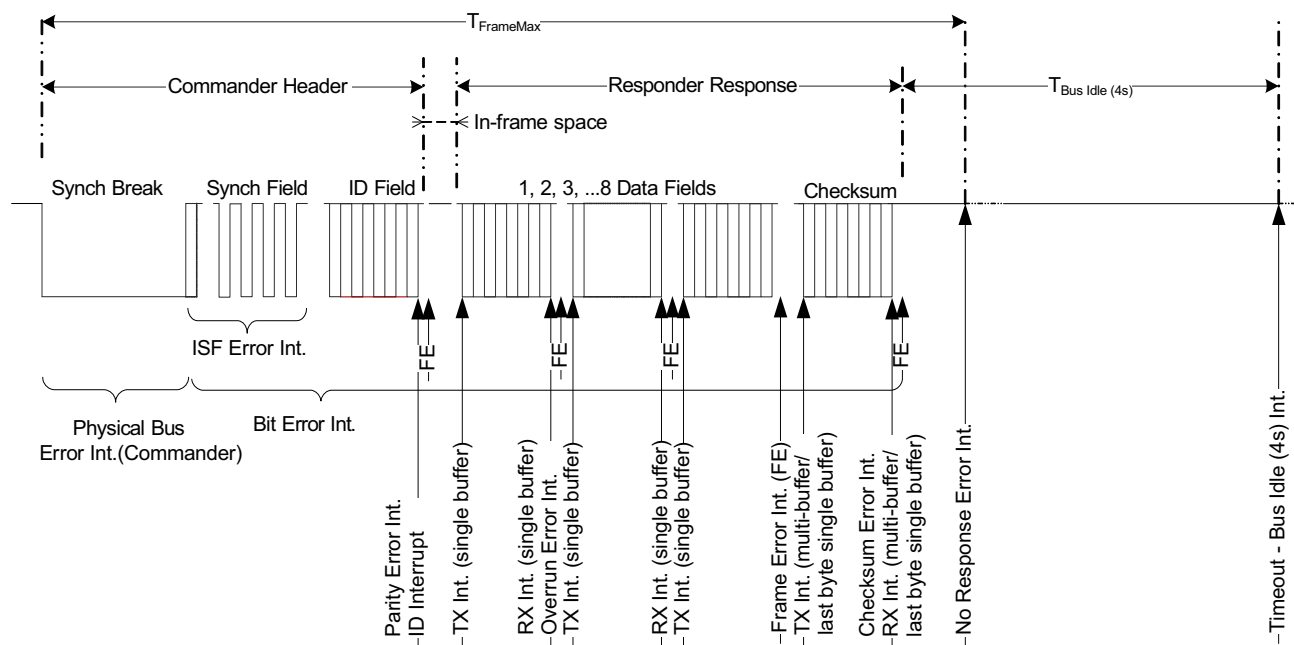 TFrameMax
Commander Header
Responder Response
TBus Idle (4s)
In-frame space
Synch Break
Synch Field
ID Field
1, 2, 3, ...8 Data Fields
Checksum
ISF Error Int.
FE
FE
FE
FE
Physical Bus
Error Int.(Commander)
Bit Error Int.
Parity Error Int.
ID Interrupt
TX Int. (single buffer)
RX Int. (single buffer)
Overrun Error Int.
TX Int. (single buffer)
RX Int. (single buffer)
TX Int. (single buffer)
Frame Error Int. (FE)
TX Int. (multi-buffer/
last byte single buffer)
Checksum Error Int.
RX Int. (multi-buffer/
last byte single buffer)
No Response Error Int.
Timeout - Bus Idle (4s) Int.